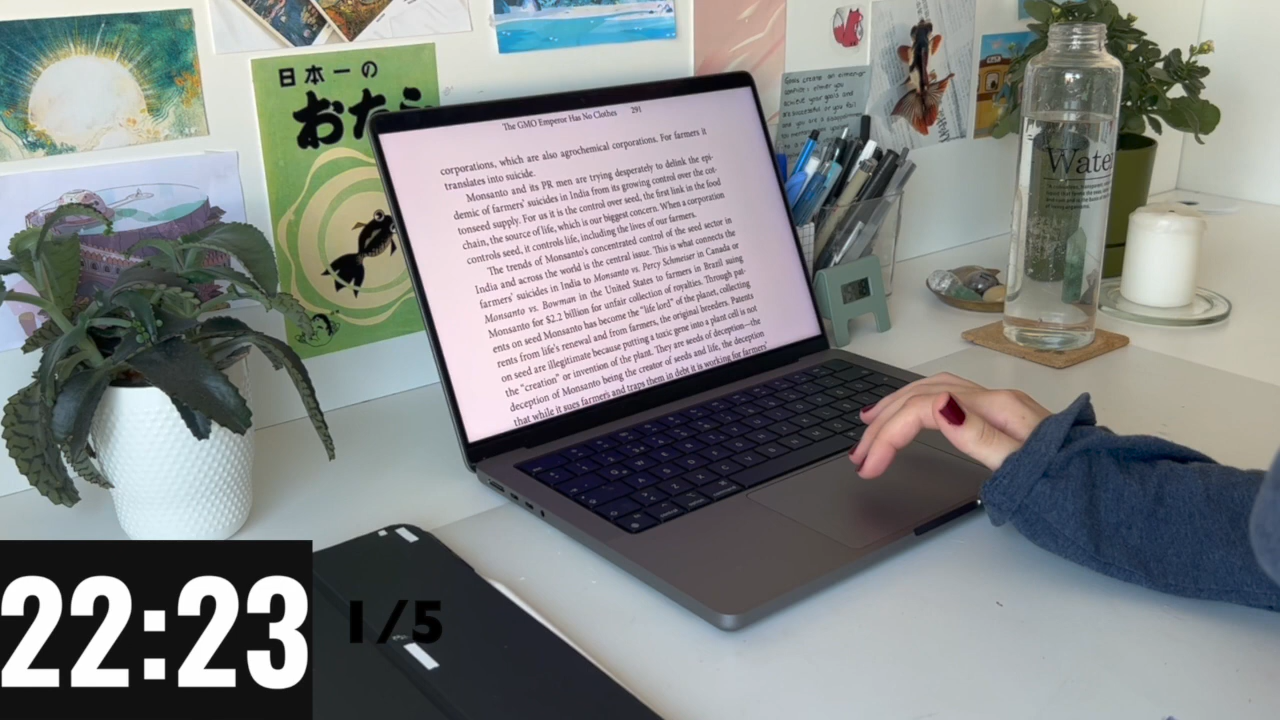 日本一の
おたら
The GMO Emperor Has No Clothes 291
corporations, which are also agrochemical corporations. For farmers it
translates into suicide.
Monsanto and its PR men are trying desperately to delink the epi-
demic of farmers' suicides in India from its growing control over the cot-
tonseed supply. For us it is the control over seed, the first link in the food
chain, the source of life, which is our biggest concern. When a corporation
controls seed, it controls life, including the lives of our farmers.
The trends of Monsanto's concentrated control of the seed sector in
India and across the world is the central issue. This is what connects the
farmers' suicides in India to Monsanto vs. Percy Schmeiser in Canada or
Monsanto vs. Bowman in the United States to farmers in Brazil suing
Monsanto for $2.2 billion for unfair collection of royalties. Through pat-
ents on seed Monsanto has become the "life lord" of the planet, collecting
rents from life's renewal and from farmers, the original breeders. Patents
on seed are illegitimate because putting a toxic gene into a plant cell is not
the "creation" or invention of the plant. They are seeds of deception—the
deception of Monsanto being the creator of seeds and life, the deception
that while it sues farmers and traps them in debt it is working for farmers'
Wate
22:23
1/5